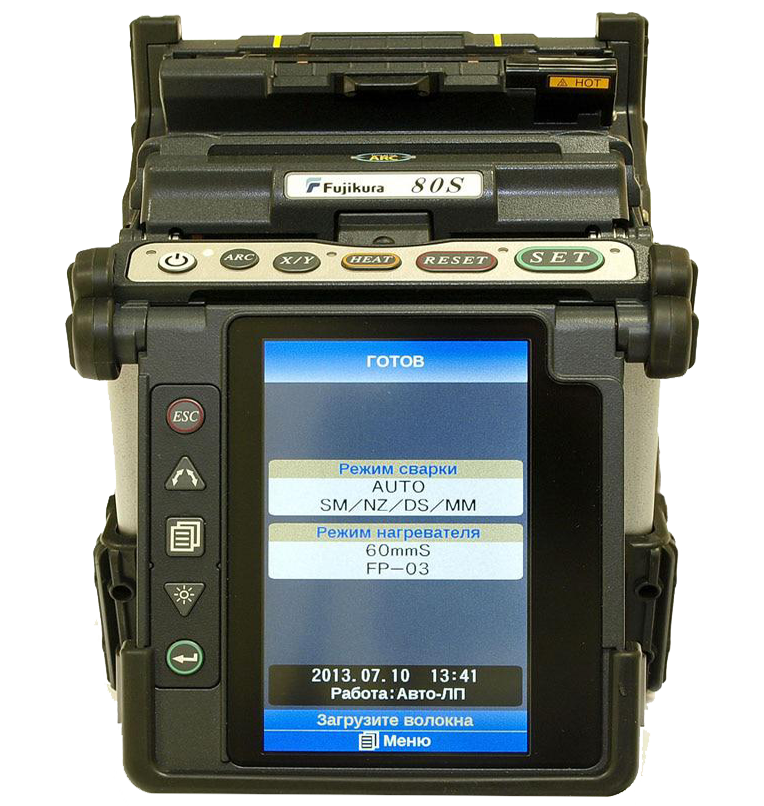 HOT
ARC
Fujikura 80S
ARC X/Y HEAT RESET SET
ESC
ГОТОВ
Режим сварки
AUTO
SM/NZ/DS/MM
Режим нагревателя
60mmS
FP-03
2013.07.10 13:41
Работа:Авто-ЛП
Загрузите волокна
Меню